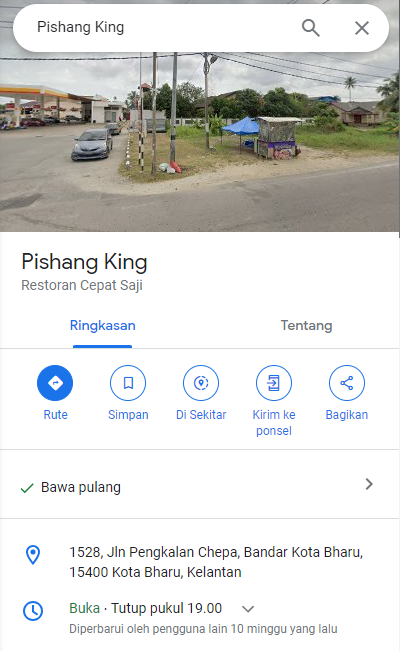 Pishang King
Pishang King
Restoran Cepat Saji
Ringkasan
Tentang
Rute
Simpan
Di Sekitar
Kirim ke
ponsel
Bagikan
Bawa pulang
1528, Jln Pengkalan Chepa, Bandar Kota Bharu,
15400 Kota Bharu, Kelantan
Buka · Tutup pukul 19.00
Diperbarui oleh pengguna lain 10 minggu yang lalu